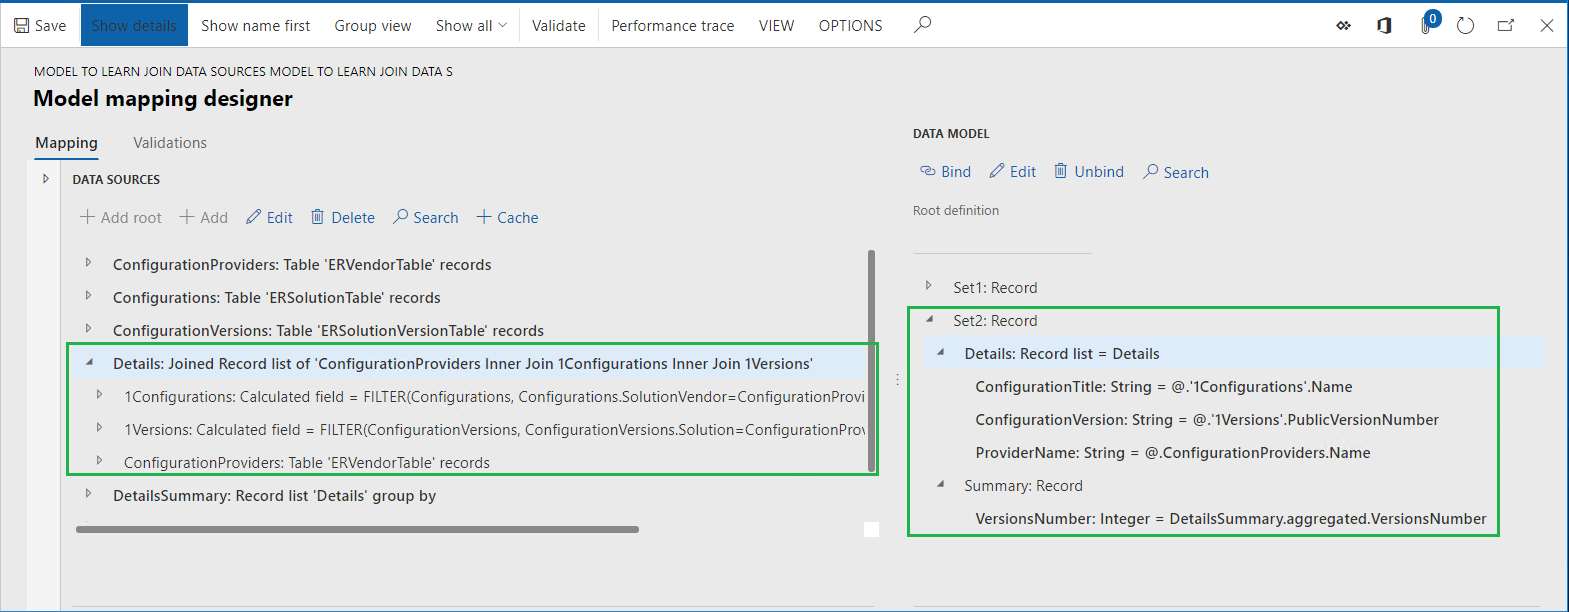 Save Show details Show name first Group view Show all Validate Performance trace VIEW OPTIONS 0
MODEL TO LEARN JOIN DATA SOURCES MODEL TO LEARN JOIN DATA S
Model mapping designer
Mapping Validations
DATA SOURCES
Add root Add Edit Delete Search Cache
ConfigurationProviders: Table 'ERVendorTable' records
Configurations: Table 'ERSolutionTable' records
ConfigurationVersions: Table 'ERSolutionVersionTable' records
Details: Joined Record list of 'ConfigurationProviders Inner Join 1Configurations Inner Join 1Versions'
1Configurations: Calculated field = FILTER(Configurations, Configurations.SolutionVendor=ConfigurationProvi
1Versions: Calculated field = FILTER(ConfigurationVersions, ConfigurationVersions.Solution=ConfigurationProv
ConfigurationProviders: Table 'ERVendorTable' records
DetailsSummary: Record list 'Details' group by
DATA MODEL
Bind Edit Unbind Search
Root definition
Set1: Record
Set2: Record
Details: Record list = Details
ConfigurationTitle: String = @.'1Configurations'.Name
ConfigurationVersion: String = @.'1Versions'.PublicVersionNumber
ProviderName: String = @.ConfigurationProviders.Name
Summary: Record
VersionsNumber: Integer = DetailsSummary.aggregated.VersionsNumber